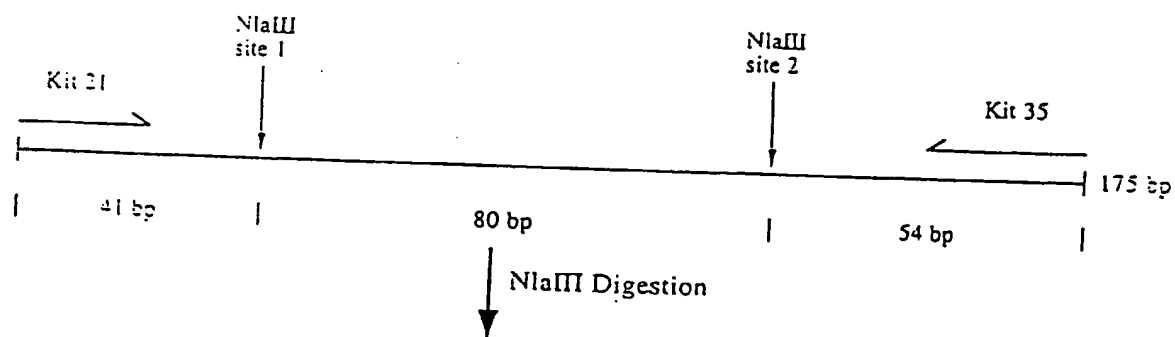 NlaIII
site 1
NlaIII
site 2
Kit 21
Kit 35
175 bp
41 bp
80 bp
54 bp
NlaIII Digestion